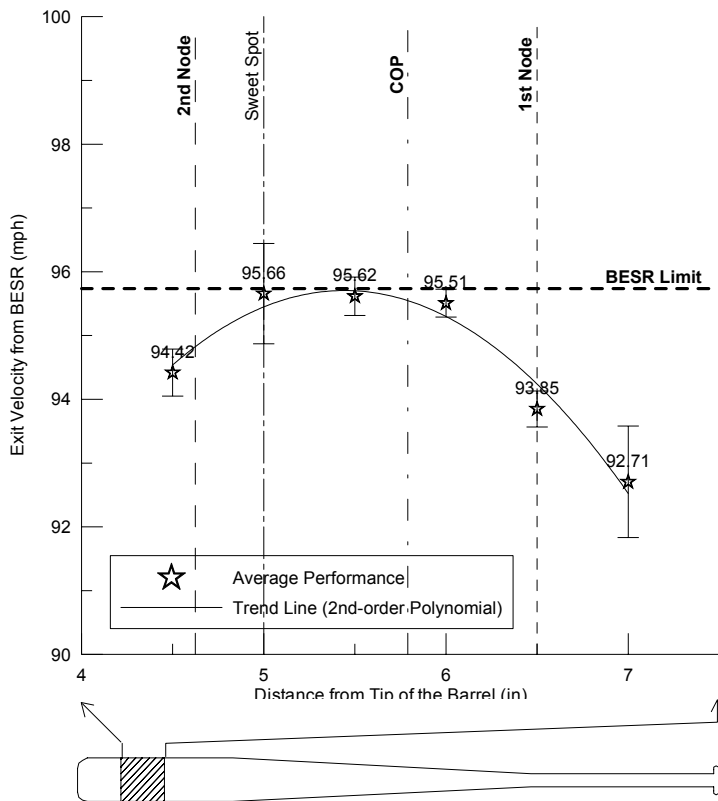 100
98
96
94
92
90
Exit Velocity from BESR (mph)
2nd Node
Sweet Spot
COP
1st Node
BESR Limit
94.42
95.66
95.62
95.51
93.85
92.71
Average Performance
Trend Line (2nd-order Polynomial)
4 5 6 7
Distance from Tip of the Barrel (in)